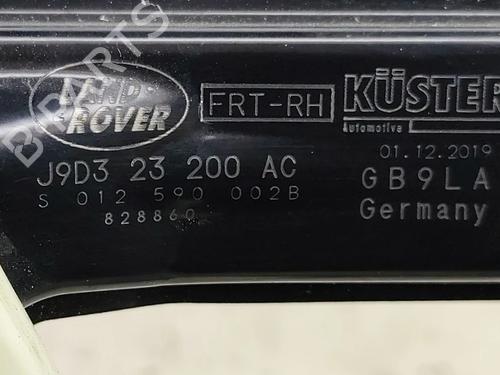 LAND
ROVER
FRT-RH
KÜSTER
Automotive
J9D3 23 200 AC
01.12.2019
S 012 590 002B
GB9LA
828860
Germany
B-PARTS